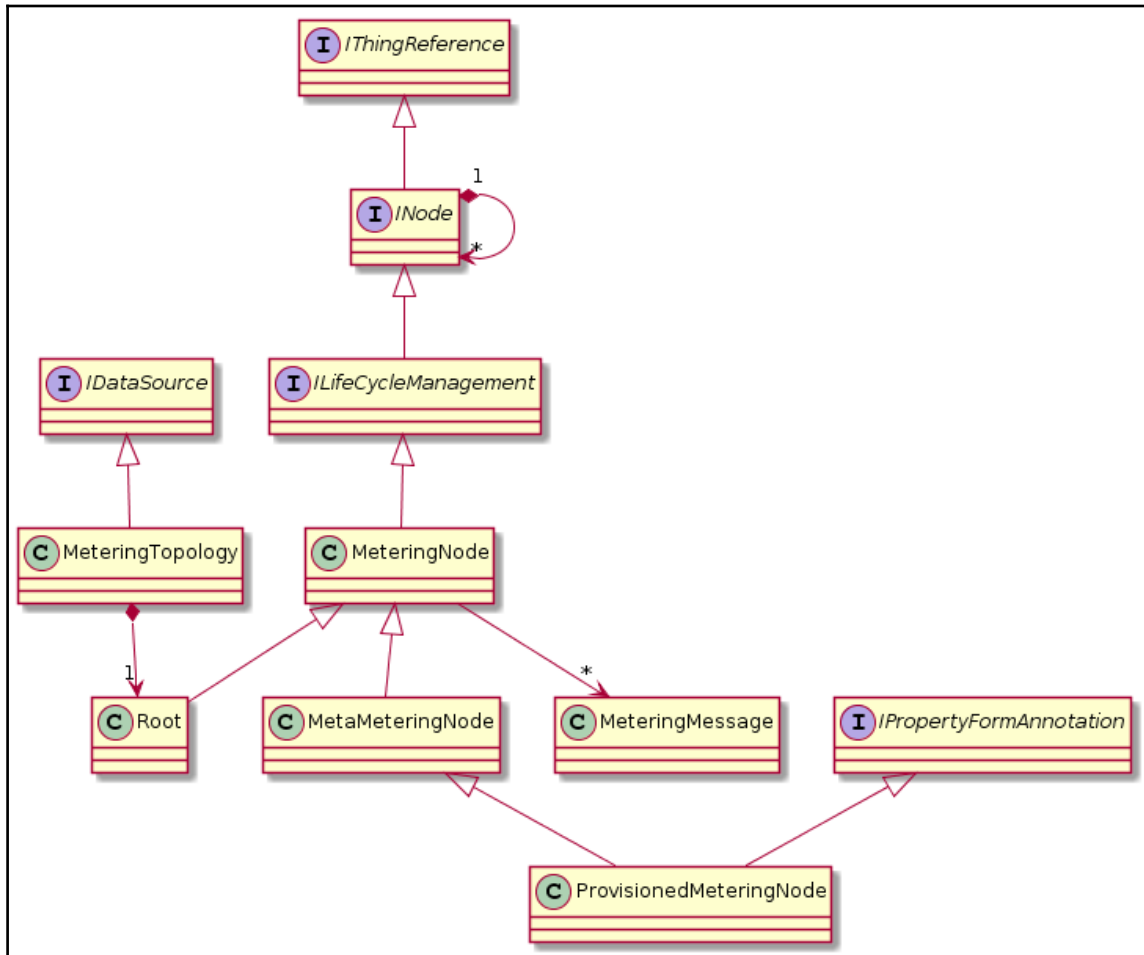 I IThingReference
1
I INode
*
I IDataSource
I ILifeCycleManagement
C MeteringTopology
C MeteringNode
1
*
C Root
C MetaMeteringNode
C MeteringMessage
I IPropertyFormAnnotation
C ProvisionedMeteringNode